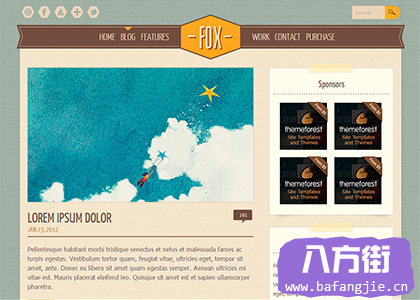 Search
HOME BLOG FEATURES
FOX
WORK CONTACT PURCHASE
Sponsors
themeforest
Site Templates
and Themes
themeforest
Site Templates
and Themes
themeforest
Site Templates
and Themes
themeforest
Site Templates
and Themes
LOREM IPSUM DOLOR
JAN 23, 2012
161
Pellentesque habitant morbi tristique senectus et netus et malesuada fames ac
turpis egestas. Vestibulum tortor quam, feugiat vitae, ultricies eget, tempor sit
amet, ante. Donec eu libero sit amet quam egestas semper. Aenean ultricies mi
vitae est. Mauris placerat eleifend leo. Quisque sit amet est et sapien ullamcorper
pharetra.
八方街
www.bafangjie.cn